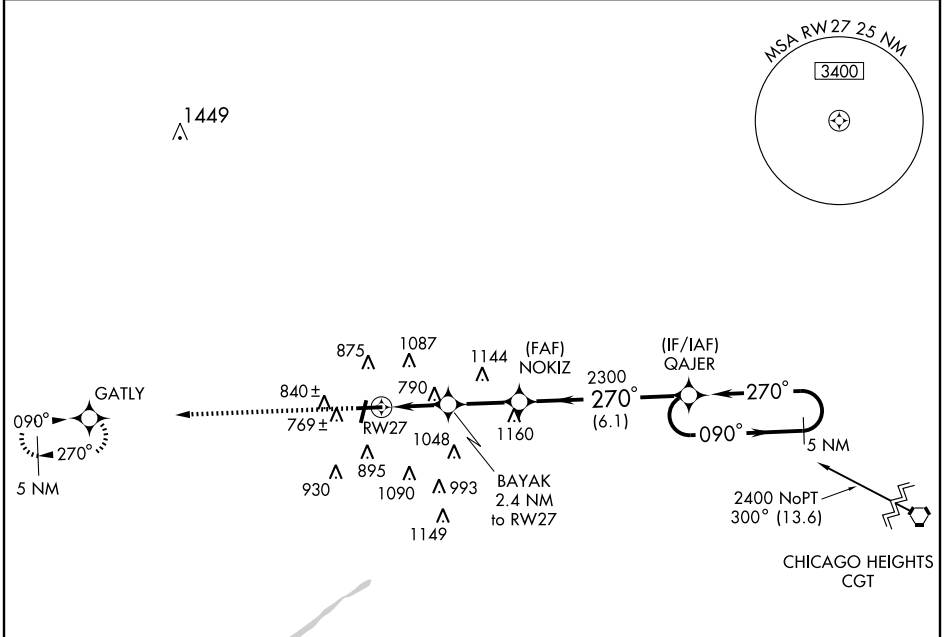 MSA RW27 25 NM
3400
1449
875
1087
1144
(FAF)
NOKIZ
(IF/IAF)
QAJER
GATLY
840±
790
2300
270°
(6.1)
270°
090°
769±
RW27
1160
090°
270°
5 NM
5 NM
1048
895
930
1090
993
1149
BAYAK
2.4 NM
to RW27
2400 NoPT
300° (13.6)
CHICAGO HEIGHTS
CGT